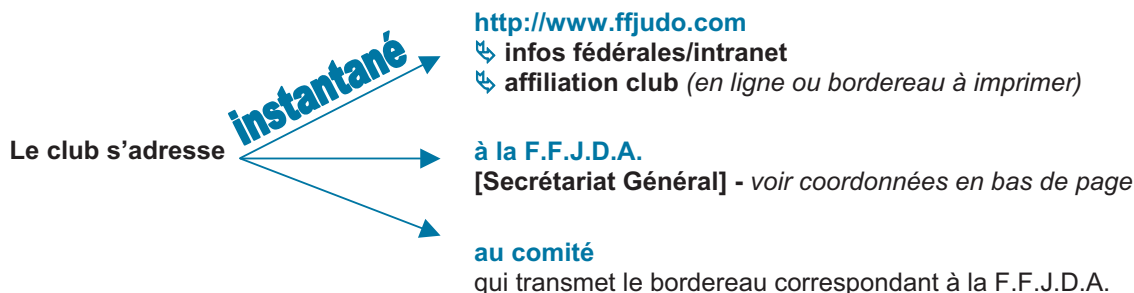 http://www.ffjudo.com
infos fédérales/intranet
affiliation club (en ligne ou bordereau à imprimer)
instantané
Le club s’adresse
à la F.F.J.D.A.
[Secrétariat Général] - voir coordonnées en bas de page
au comité
qui transmet le bordereau correspondant à la F.F.J.D.A.